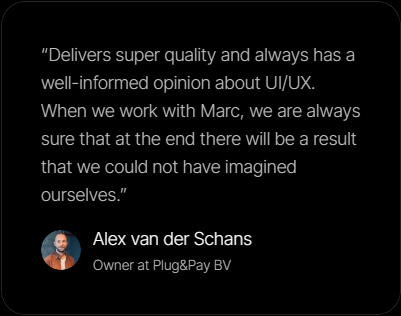 “Delivers super quality and always has a
well-informed opinion about UI/UX.
When we work with Marc, we are always
sure that at the end there will be a result
that we could not have imagined
ourselves.”
Alex van der Schans
Owner at Plug&Pay BV